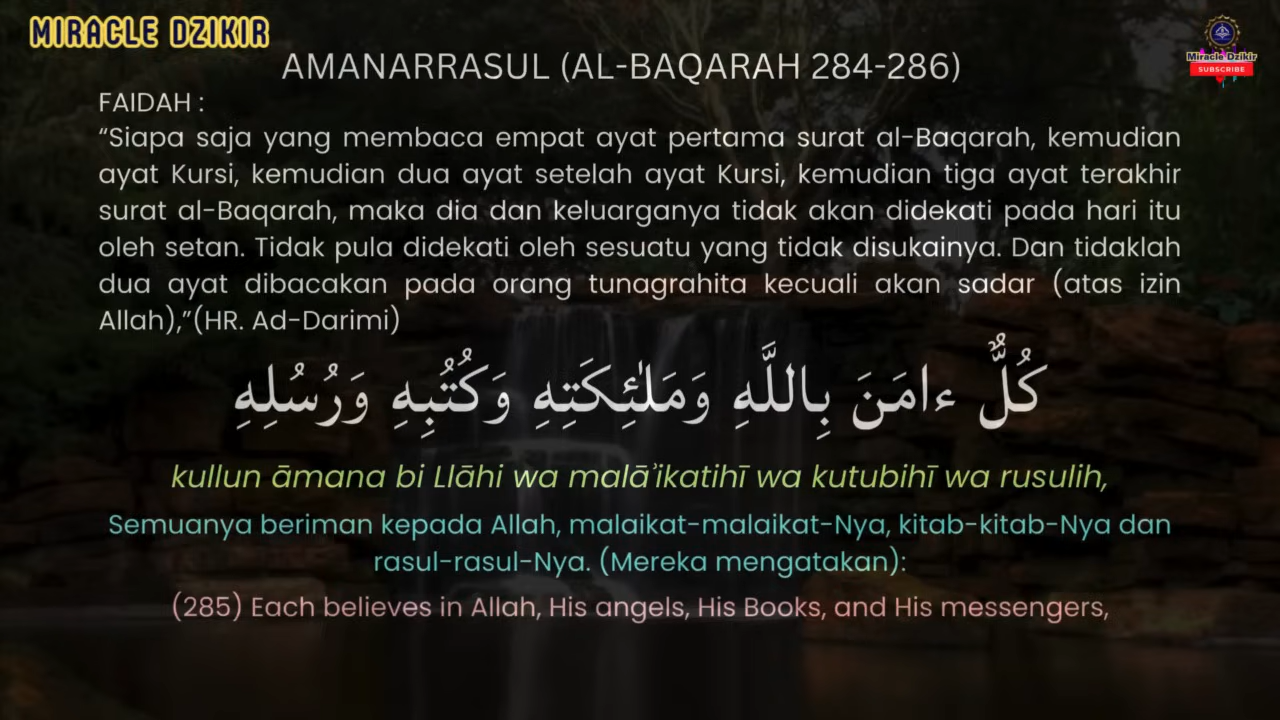 MIRACLE DZIKIR
Miracle Dzikir
SUBSCRIBE
AMANARRASUL (AL-BAQARAH 284-286)
FAIDAH :
“Siapa saja yang membaca empat ayat pertama surat al-Baqarah, kemudian
ayat Kursi, kemudian dua ayat setelah ayat Kursi, kemudian tiga ayat terakhir
surat al-Baqarah, maka dia dan keluarganya tidak akan didekati pada hari itu
oleh setan. Tidak pula didekati oleh sesuatu yang tidak disukainya. Dan tidaklah
dua ayat dibacakan pada orang tunagrahita kecuali akan sadar (atas izin
Allah),”(HR. Ad-Darimi)
كُلٌّ ءامَنَ بِاللَّهِ وَمَلٰئِكَتِهِ وَكُتُبِهِ وَرُسُلِهِ
kullun āmana bi Llāhi wa malāʾikatihī wa kutubihī wa rusulih,
Semuanya beriman kepada Allah, malaikat-malaikat-Nya, kitab-kitab-Nya dan
rasul-rasul-Nya. (Mereka mengatakan):
(285) Each believes in Allah, His angels, His Books, and His messengers,